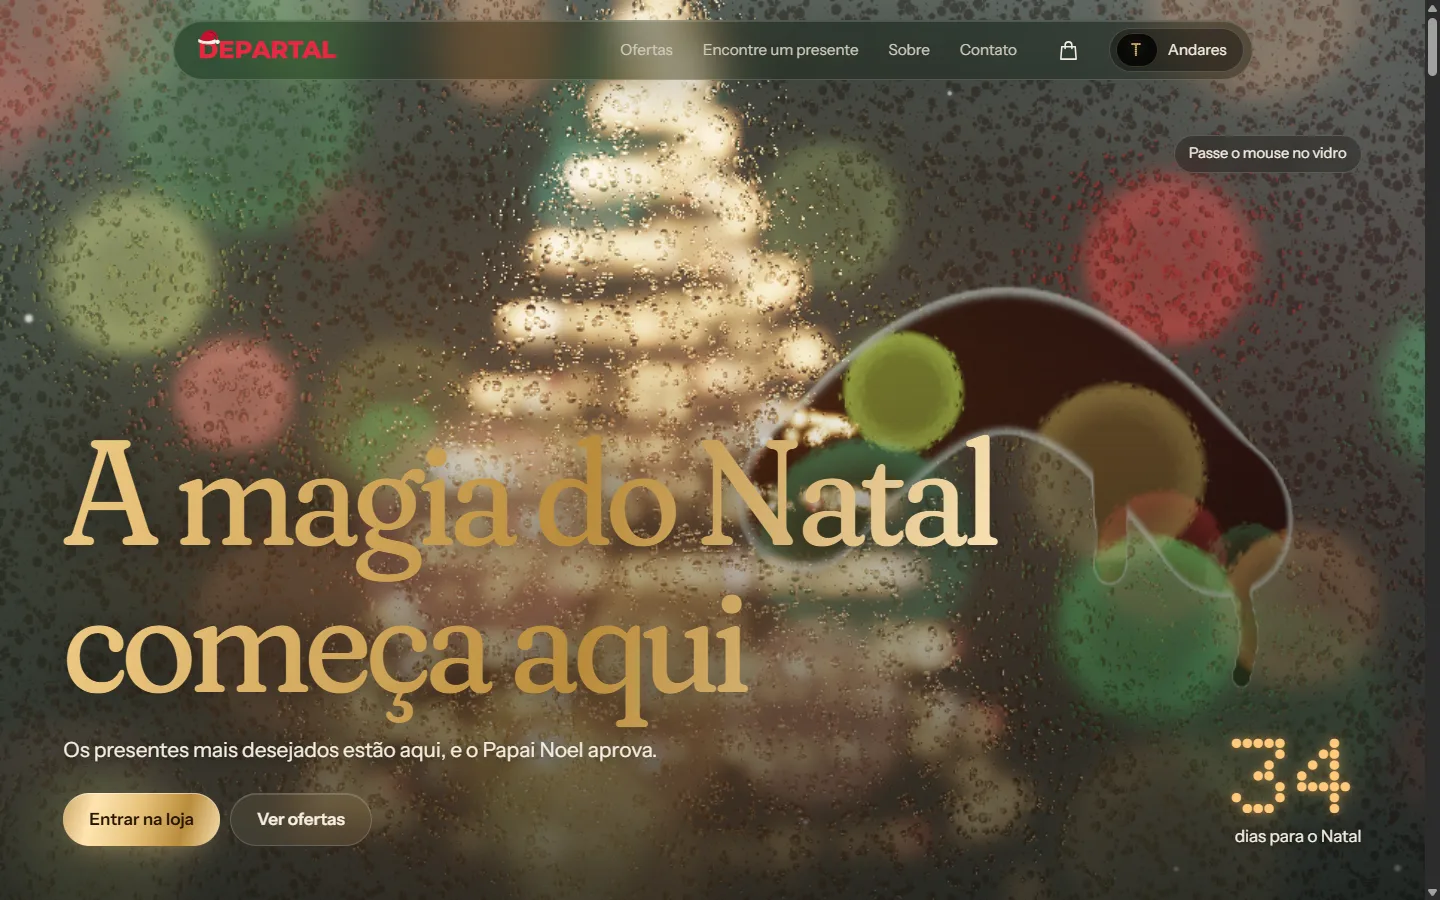 DEPARTAL
Ofertas
Encontre um presente
Sobre
Contato
T
Andares
Passe o mouse no vidro
A magia do Natal
começa aqui
Os presentes mais desejados estão aqui, e o Papai Noel aprova.
Entrar na loja
Ver ofertas
34
dias para o Natal